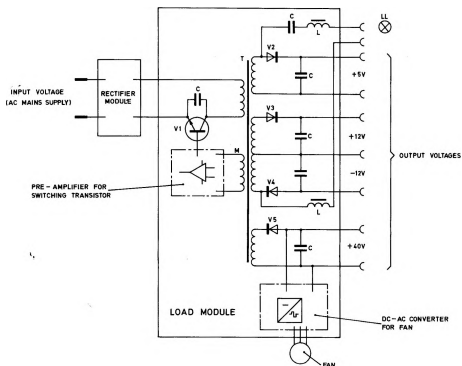 LL
C
L
T
V2
C
+5V
INPUT VOLTAGE
(AC MAINS SUPPLY)
RECTIFIER
MODULE
C
V1
V3
C
+12V
OUTPUT VOLTAGES
M
C
-12V
PRE-AMPLIFIER FOR
SWITCHING TRANSISTOR
V4
L
V5
C
+40V
LOAD MODULE
DC-AC CONVERTER
FOR FAN
FAN